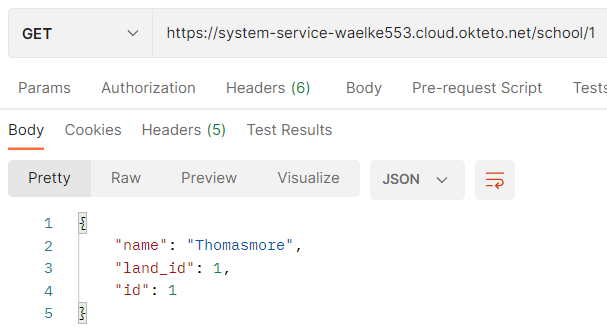 GET https://system-service-waelke553.cloud.okteto.net/school/1
Params Authorization Headers (6) Body Pre-request Script Tests
Body Cookies Headers (5) Test Results
Pretty Raw Preview Visualize JSON
1 {
2 "name": "Thomasmore",
3 "land_id": 1,
4 "id": 1
5 }